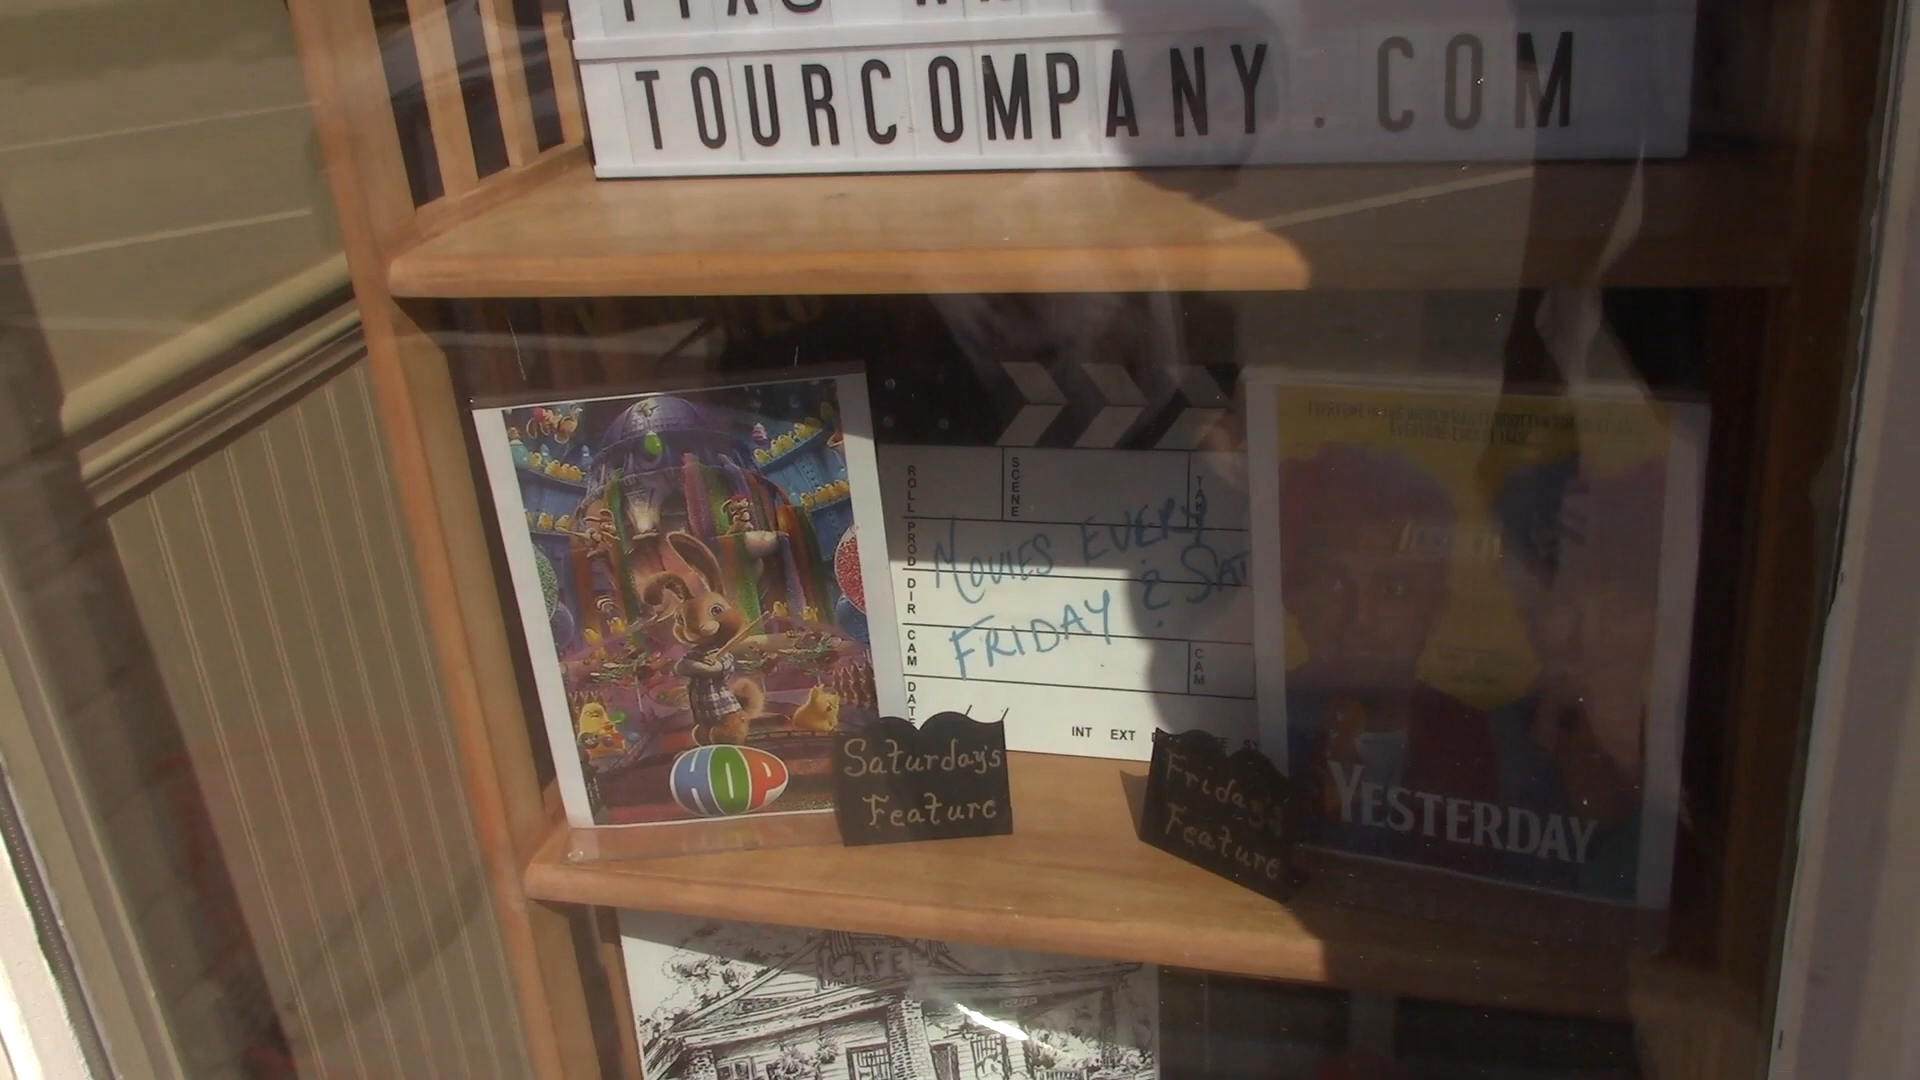 TOURCOMPANY.COM
ROLL
SCENE
PROD
MOVIES EVERY
FRIDAY & SAT
DIR
CAM
CAM
DATE
INT EXT
HOP
Saturday's
Feature
Friday's
Feature
YESTERDAY
CAFE